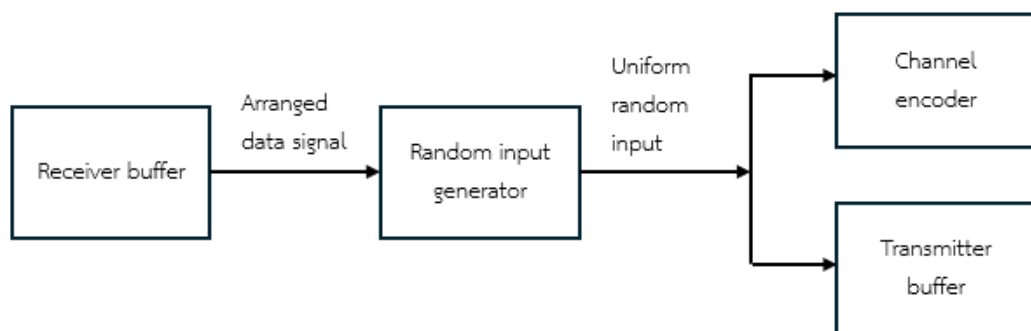 Receiver buffer
Arranged
data signal
Random input
generator
Uniform
random
input
Channel
encoder
Transmitter
buffer